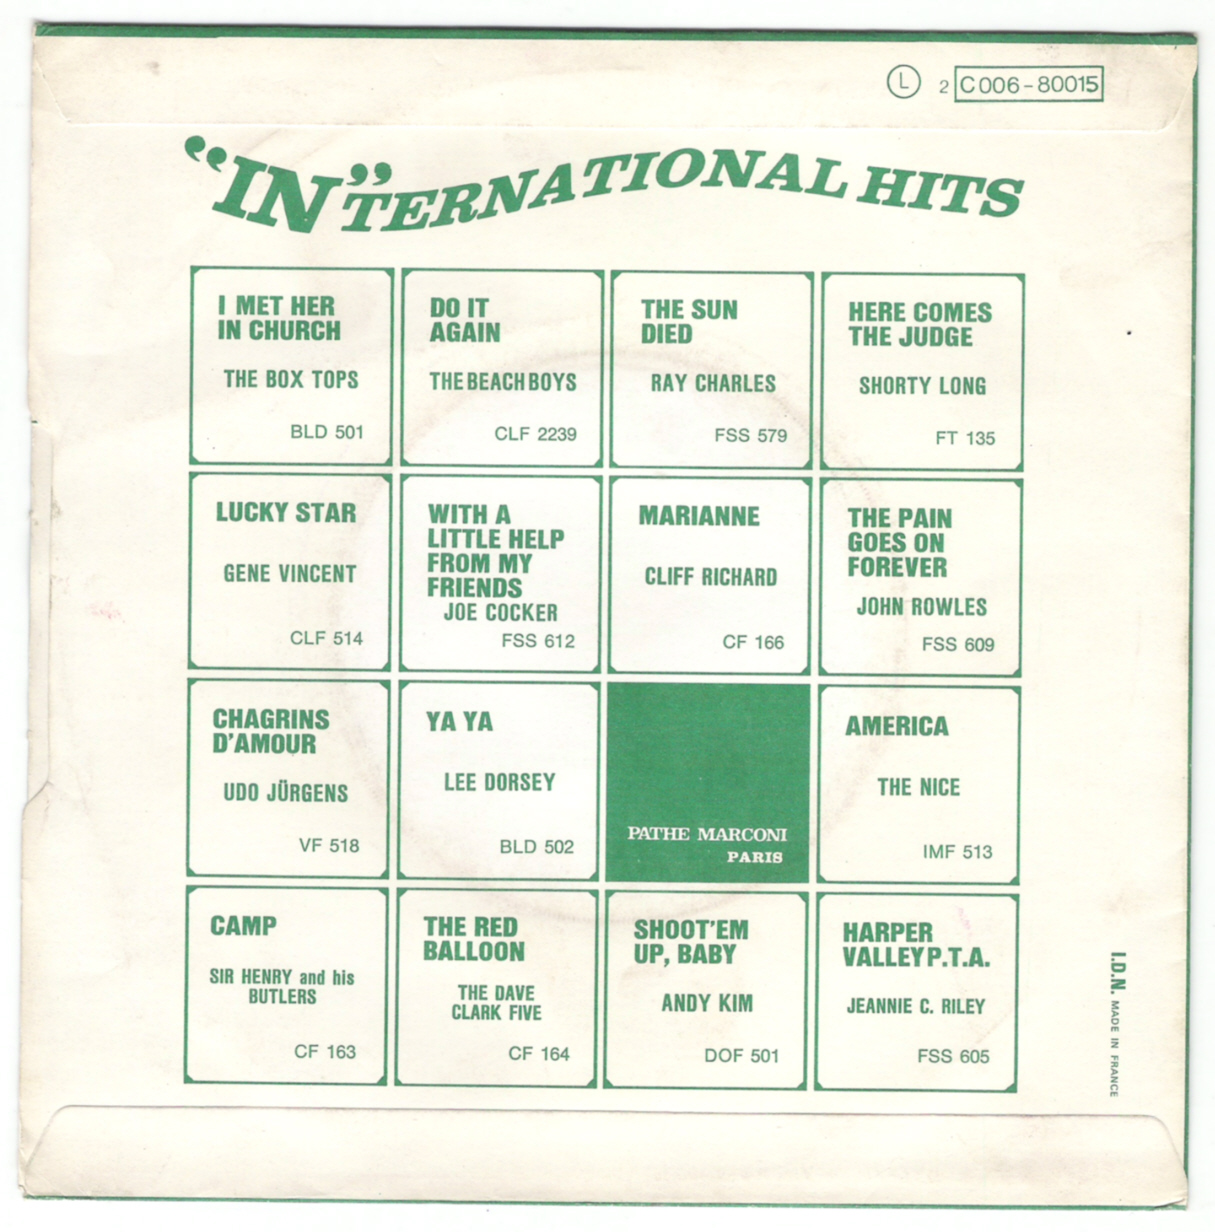 L 2 C006-80015
“IN”TERNATIONAL HITS
I MET HER
IN CHURCH
THE BOX TOPS
BLD 501
DO IT
AGAIN
THE BEACH BOYS
CLF 2239
THE SUN
DIED
RAY CHARLES
FSS 579
HERE COMES
THE JUDGE
SHORTY LONG
FT 135
LUCKY STAR
GENE VINCENT
CLF 514
WITH A
LITTLE HELP
FROM MY
FRIENDS
JOE COCKER
FSS 612
MARIANNE
CLIFF RICHARD
CF 166
THE PAIN
GOES ON
FOREVER
JOHN ROWLES
FSS 609
CHAGRINS
D'AMOUR
UDO JÜRGENS
VF 518
YA YA
LEE DORSEY
BLD 502
PATHE MARCONI
PARIS
AMERICA
THE NICE
IMF 513
CAMP
SIR HENRY and his
BUTLERS
CF 163
THE RED
BALLOON
THE DAVE
CLARK FIVE
CF 164
SHOOT'EM
UP, BABY
ANDY KIM
DOF 501
HARPER
VALLEY P.T.A.
JEANNIE C. RILEY
FSS 605
I.D.N. MADE IN FRANCE